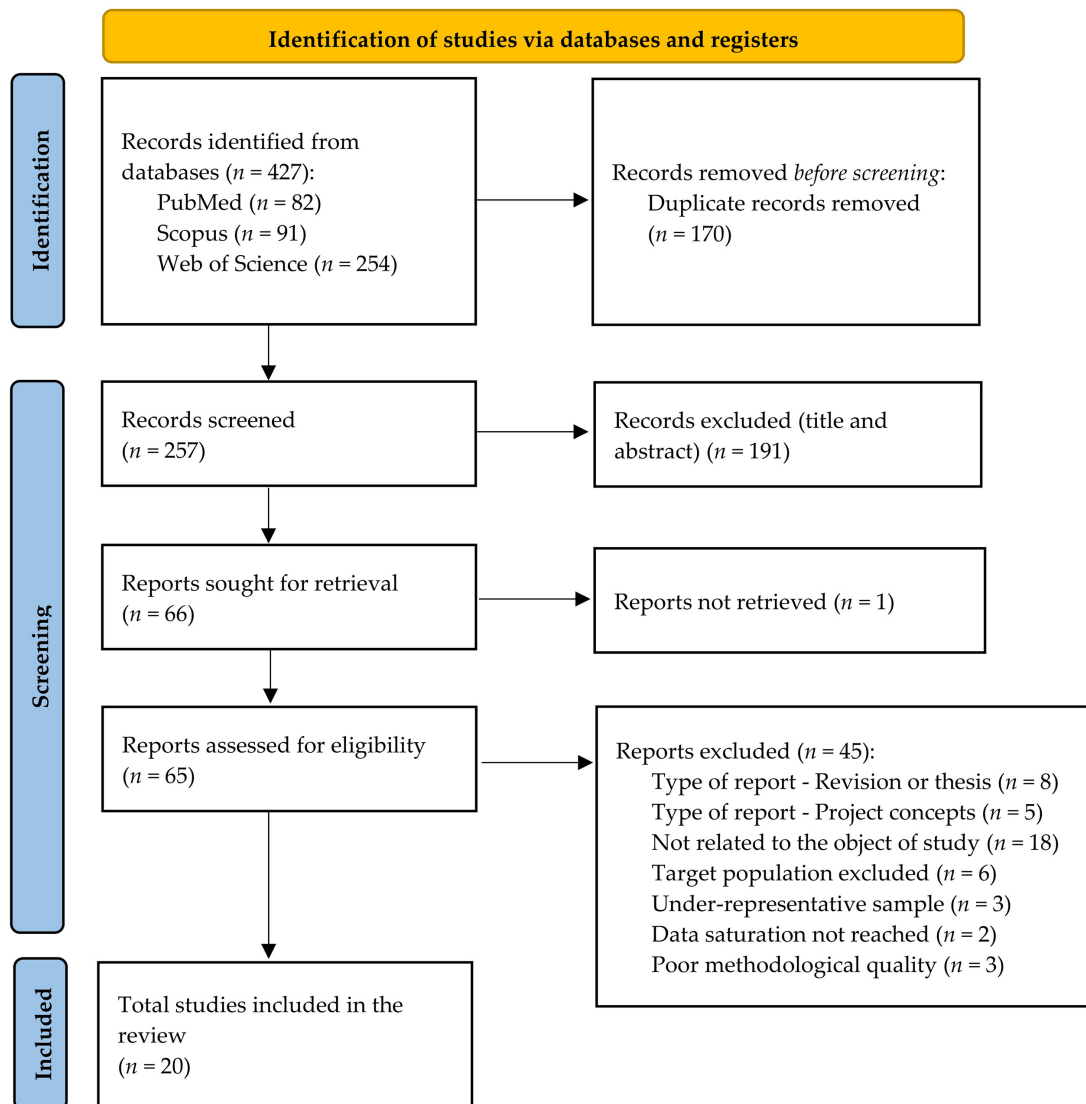 Identification of studies via databases and registers
Identification
Records identified from
databases (n = 427):
PubMed (n = 82)
Scopus (n = 91)
Web of Science (n = 254)
Records removed before screening:
Duplicate records removed
(n = 170)
Screening
Records screened
(n = 257)
Records excluded (title and
abstract) (n = 191)
Reports sought for retrieval
(n = 66)
Reports not retrieved (n = 1)
Reports assessed for eligibility
(n = 65)
Reports excluded (n = 45):
Type of report - Revision or thesis (n = 8)
Type of report - Project concepts (n = 5)
Not related to the object of study (n = 18)
Target population excluded (n = 6)
Under-representative sample (n = 3)
Data saturation not reached (n = 2)
Poor methodological quality (n = 3)
Included
Total studies included in the
review
(n = 20)